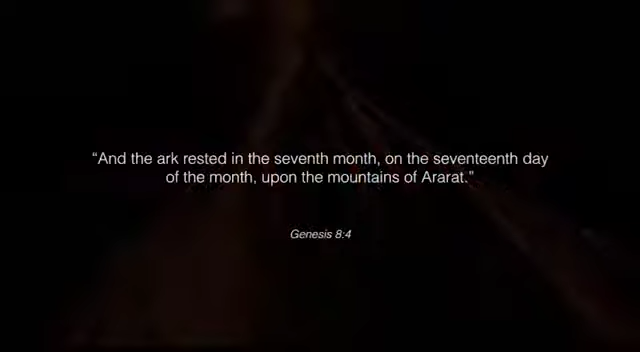 “And the ark rested in the seventh month, on the seventeenth day
of the month, upon the mountains of Ararat.”
Genesis 8:4